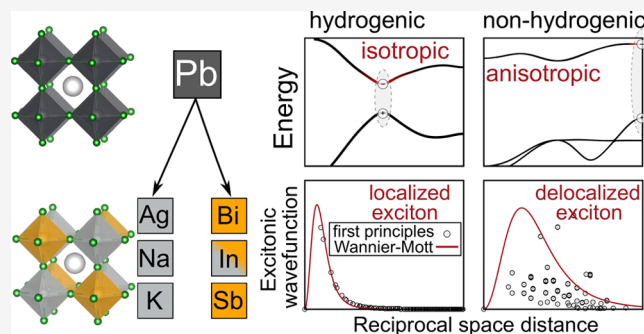 hydrogenic
non-hydrogenic
Pb
Ag
Bi
Na
In
K
Sb
Energy
isotropic
anisotropic
−
+
+
Excitonic
wavefunction
localized
exciton
first principles
Wannier-Mott
delocalized
exciton
Reciprocal space distance